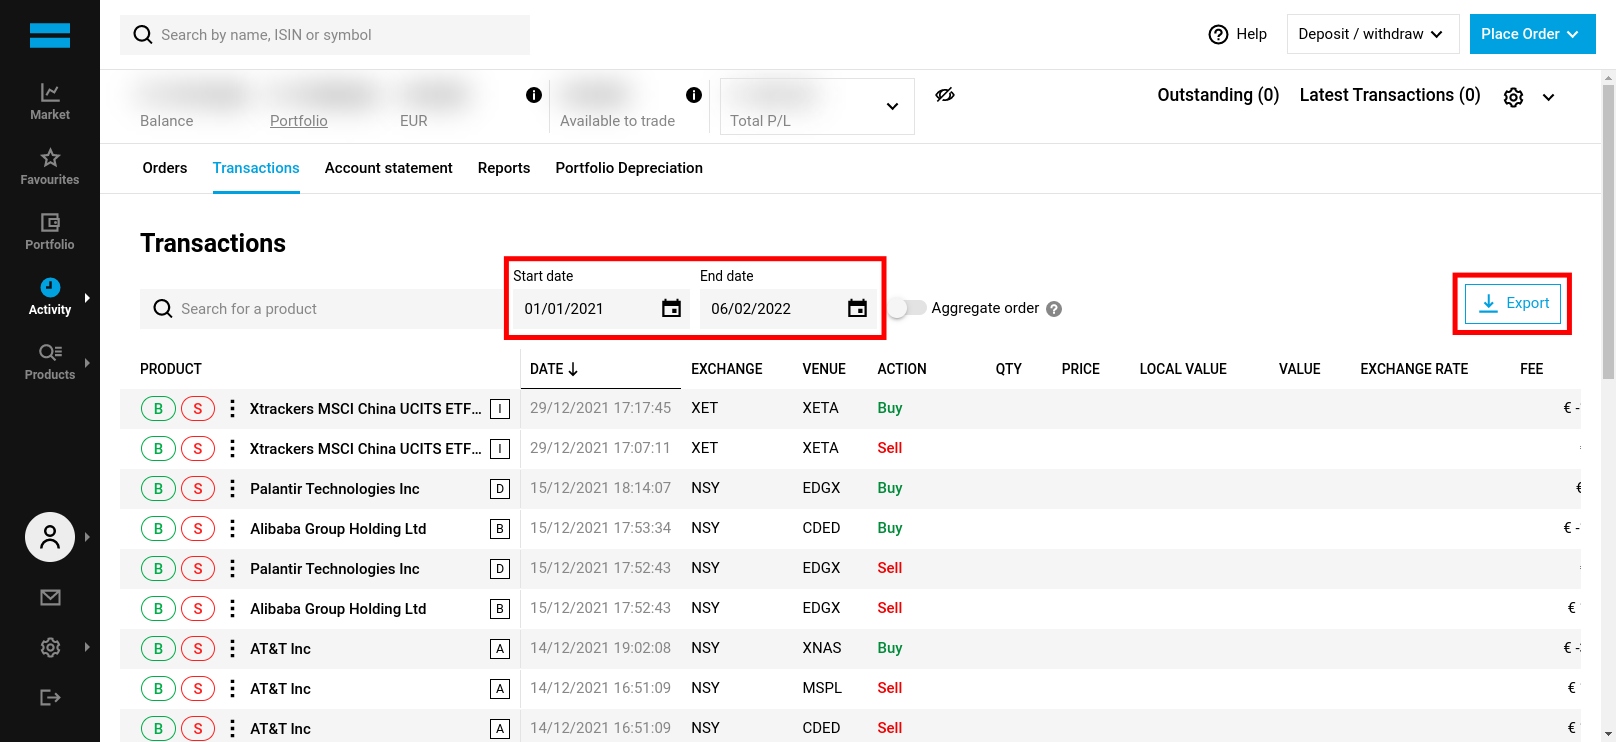 Search by name, ISIN or symbol
Help
Deposit / withdraw
Place Order
Market
Favourites
Portfolio
Activity
Products
Balance
Portfolio
EUR
Available to trade
Total P/L
Outstanding (0)
Latest Transactions (0)
Orders Transactions Account statement Reports Portfolio Depreciation
Transactions
Start date End date
Search for a product 01/01/2021 06/02/2022 Aggregate order ? Export
PRODUCT DATE EXCHANGE VENUE ACTION QTY PRICE LOCAL VALUE VALUE EXCHANGE RATE FEE
B S Xtrackers MSCI China UCITS ETF... I 29/12/2021 17:17:45 XET XETA Buy € -
B S Xtrackers MSCI China UCITS ETF... I 29/12/2021 17:07:11 XET XETA Sell
B S Palantir Technologies Inc D 15/12/2021 18:14:07 NSY EDGX Buy €
B S Alibaba Group Holding Ltd B 15/12/2021 17:53:34 NSY CDED Buy € -
B S Palantir Technologies Inc D 15/12/2021 17:52:43 NSY EDGX Sell
B S Alibaba Group Holding Ltd B 15/12/2021 17:52:43 NSY EDGX Sell €
B S AT&T Inc A 14/12/2021 19:02:08 NSY XNAS Buy € -
B S AT&T Inc A 14/12/2021 16:51:09 NSY MSPL Sell €
B S AT&T Inc A 14/12/2021 16:51:09 NSY CDED Sell €